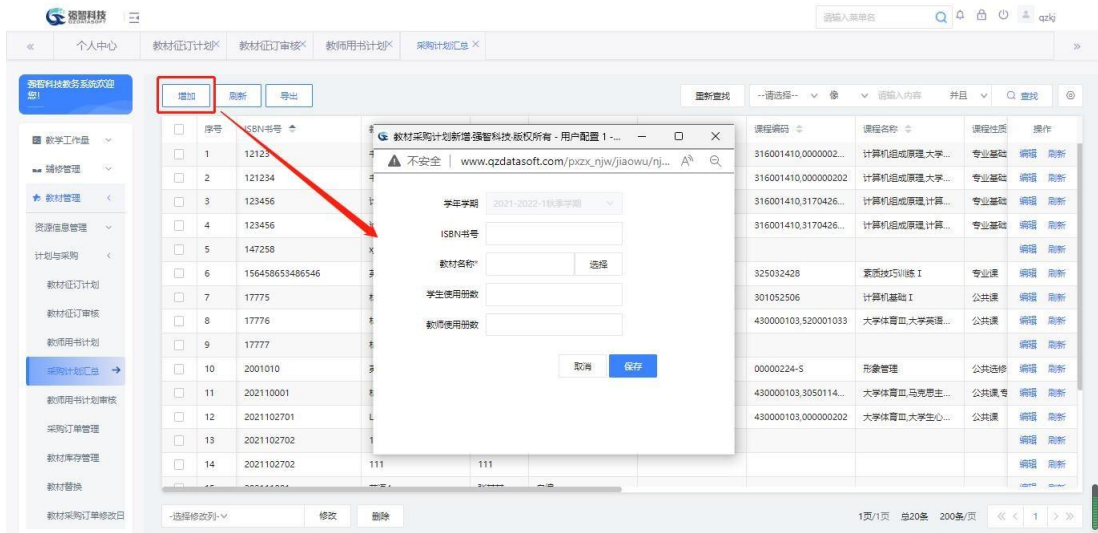 强智科技
QZDATASOFT
请输入菜单名
qzkj
个人中心
教材征订计划×
教材征订审核×
教师用书计划×
采购计划汇总 ×
强智科技教务系统欢迎您!
教学工作量
辅修管理
教材管理
资源信息管理
计划与采购
教材征订计划
教材征订审核
教师用书计划
采购计划汇总
教师用书计划审核
采购订单管理
教材库存管理
教材替换
教材采购订单修改日
增加 刷新 导出
重新查找 --请选择-- 像 请输入内容 并且 查找
序号 ISBN书号 课程编码 课程名称 课程性质 操作
1 12123 316001410,0000002... 计算机组成原理,大学... 专业基础 编辑 刷新
2 121234 316001410,000000202 计算机组成原理,大学... 专业基础 编辑 刷新
3 123456 316001410,3170426... 计算机组成原理,计算... 专业基础 编辑 刷新
4 123456 316001410,3170426... 计算机组成原理,计算... 专业基础 编辑 刷新
5 147258 编辑 刷新
6 156458653486546 325032428 素质技巧训练 I 专业课 编辑 刷新
7 17775 301052506 计算机基础 I 公共课 编辑 刷新
8 17776 430000103,520001033 大学体育Ⅲ,大学英语... 公共课 编辑 刷新
9 17777 编辑 刷新
10 2001010 00000224-S 形象管理 公共选修 编辑 刷新
11 202110001 430000103,3050114... 大学体育Ⅲ,马克思主... 公共课,专 编辑 刷新
12 2021102701 430000103,000000202 大学体育Ⅲ,大学生心... 公共课 编辑 刷新
13 2021102702 编辑 刷新
14 2021102702 111 111 编辑 刷新
教材采购计划新增-强智科技.版权所有 - 用户配置 1 -...
不安全 | www.qzdatasoft.com/pxzx_njw/jiaowu/nj...
学年学期 2021-2022-1秋季学期
ISBN书号
教材名称* 选择
学生使用册数
教师使用册数
取消 保存
-选择修改列- 修改 删除
1页/1页 总20条 200条/页 1